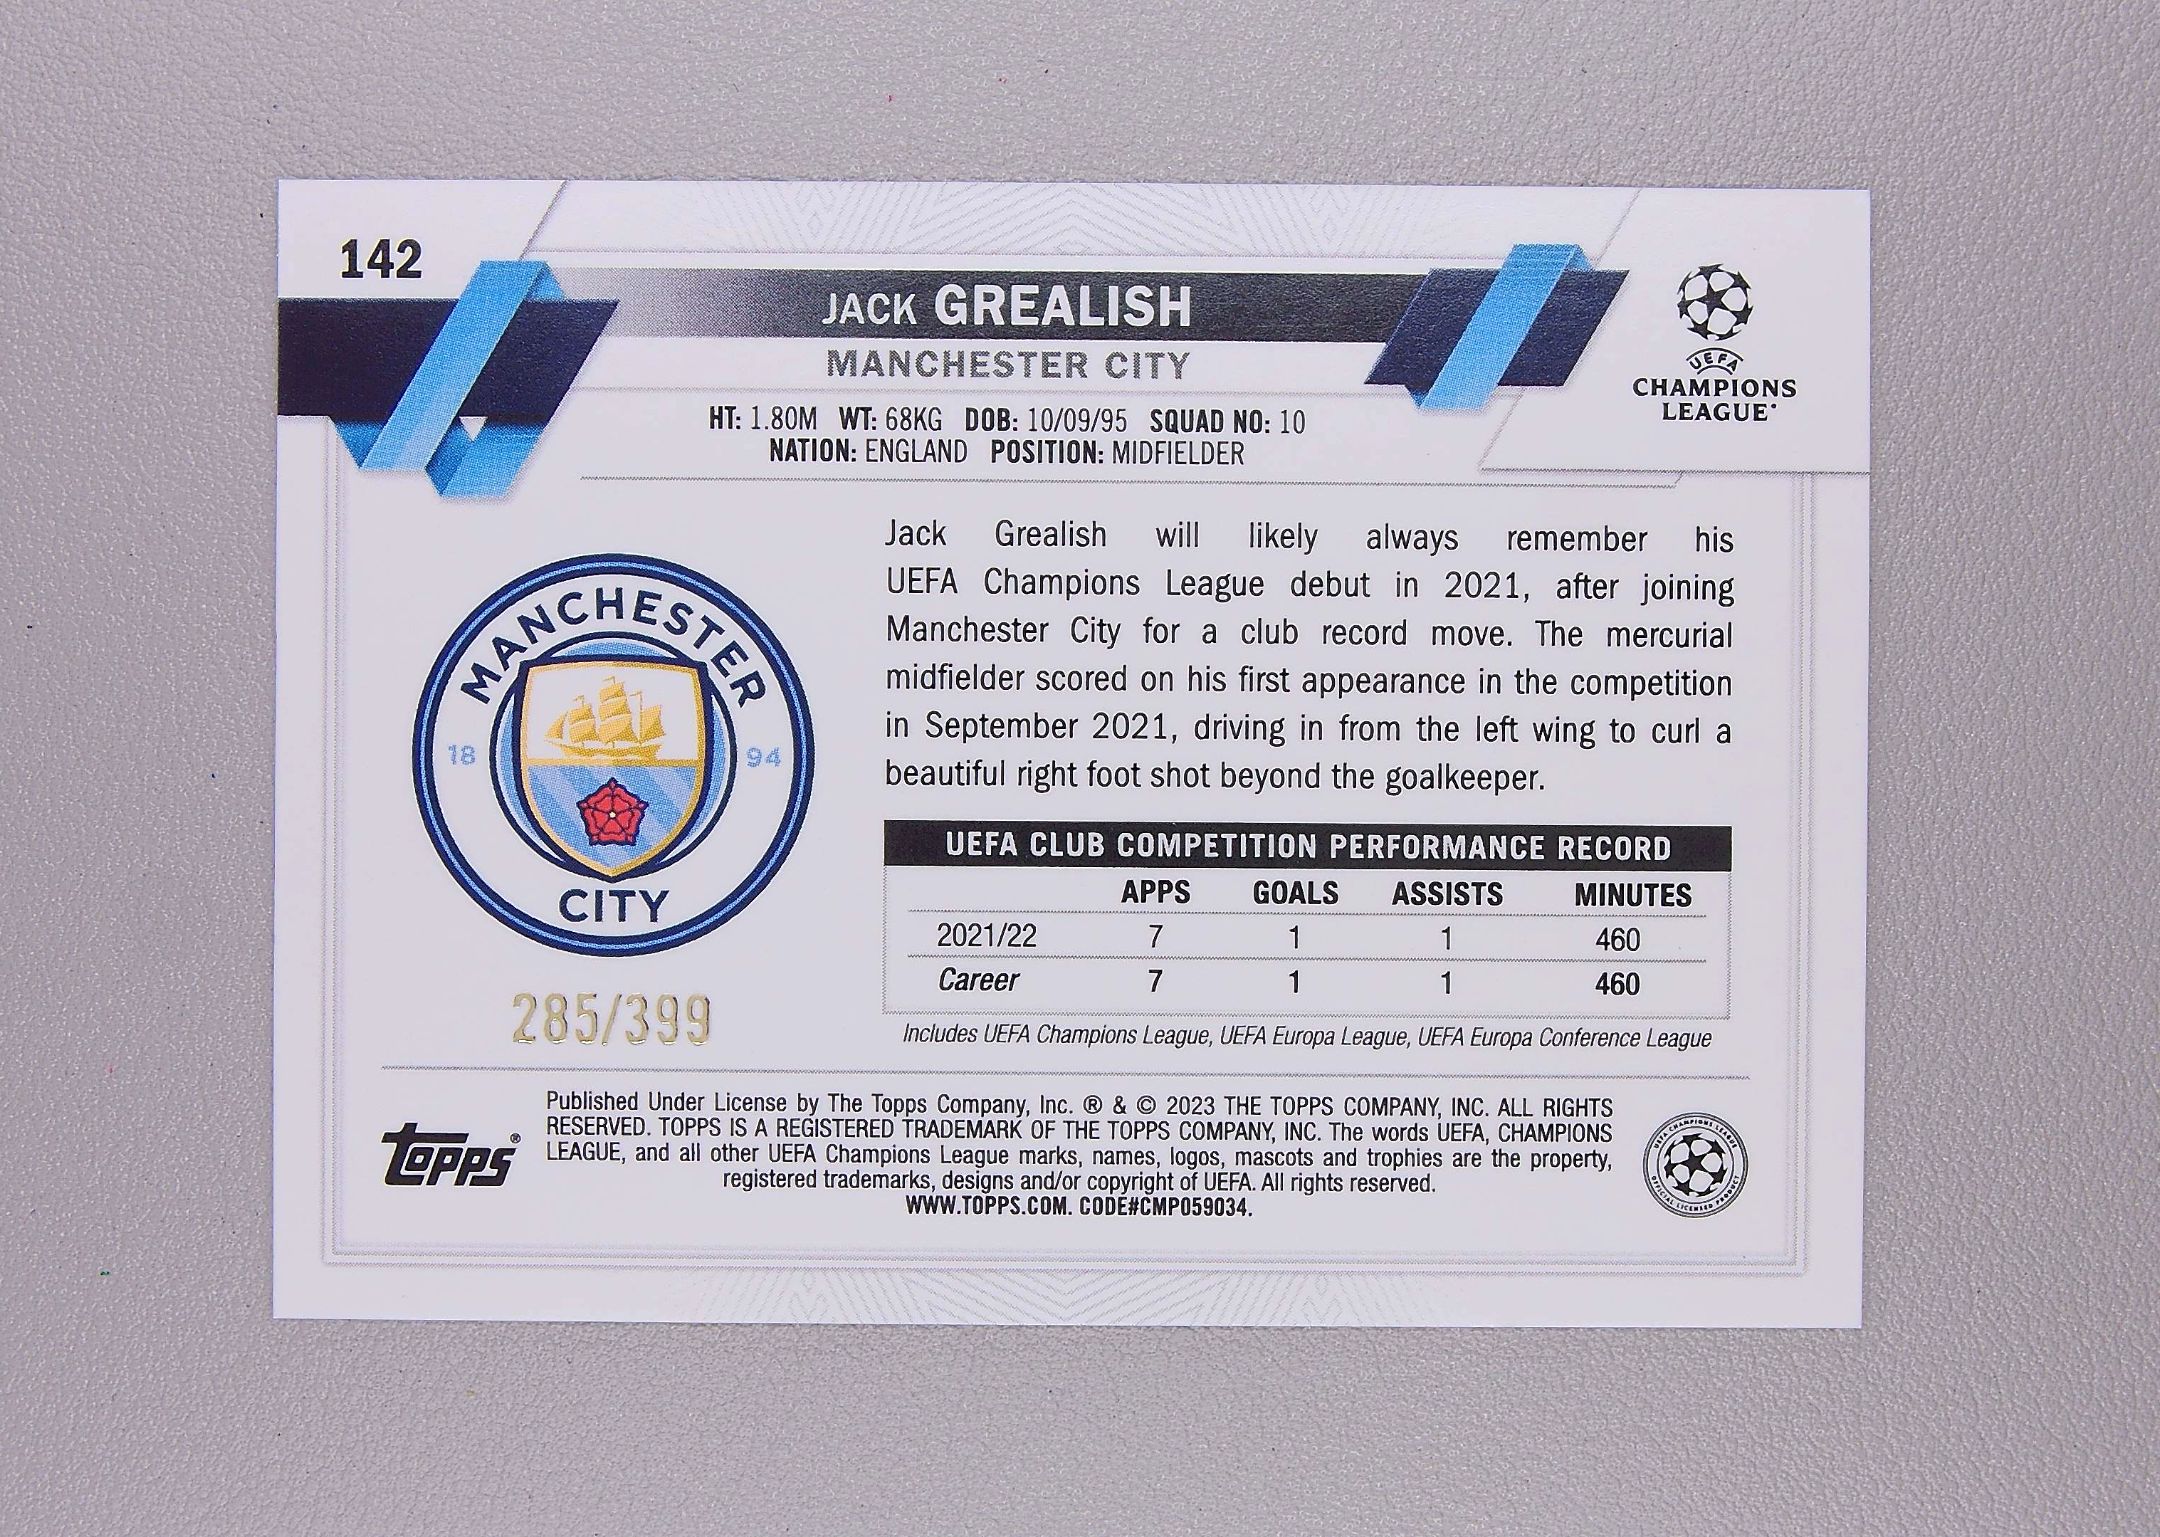 142
JACK GREALISH
MANCHESTER CITY
UEFA
CHAMPIONS
LEAGUE
HT: 1.80M WT: 68KG DOB: 10/09/95 SQUAD NO: 10
NATION: ENGLAND POSITION: MIDFIELDER
Jack Grealish will likely always remember his
UEFA Champions League debut in 2021, after joining
Manchester City for a club record move. The mercurial
midfielder scored on his first appearance in the competition
in September 2021, driving in from the left wing to curl a
beautiful right foot shot beyond the goalkeeper.
MANCHESTER
18 94
CITY
UEFA CLUB COMPETITION PERFORMANCE RECORD
APPS GOALS ASSISTS MINUTES
2021/22 7 1 1 460
Career 7 1 1 460
Includes UEFA Champions League, UEFA Europa League, UEFA Europa Conference League
285/399
Topps®
Published Under License by The Topps Company, Inc. ® & © 2023 THE TOPPS COMPANY, INC. ALL RIGHTS
RESERVED. TOPPS IS A REGISTERED TRADEMARK OF THE TOPPS COMPANY, INC. The words UEFA, CHAMPIONS
LEAGUE, and all other UEFA Champions League marks, names, logos, mascots and trophies are the property,
registered trademarks, designs and/or copyright of UEFA. All rights reserved.
WWW.TOPPS.COM. CODE#CMP059034.
UEFA CHAMPIONS LEAGUE
OFFICIAL LICENSED PRODUCT